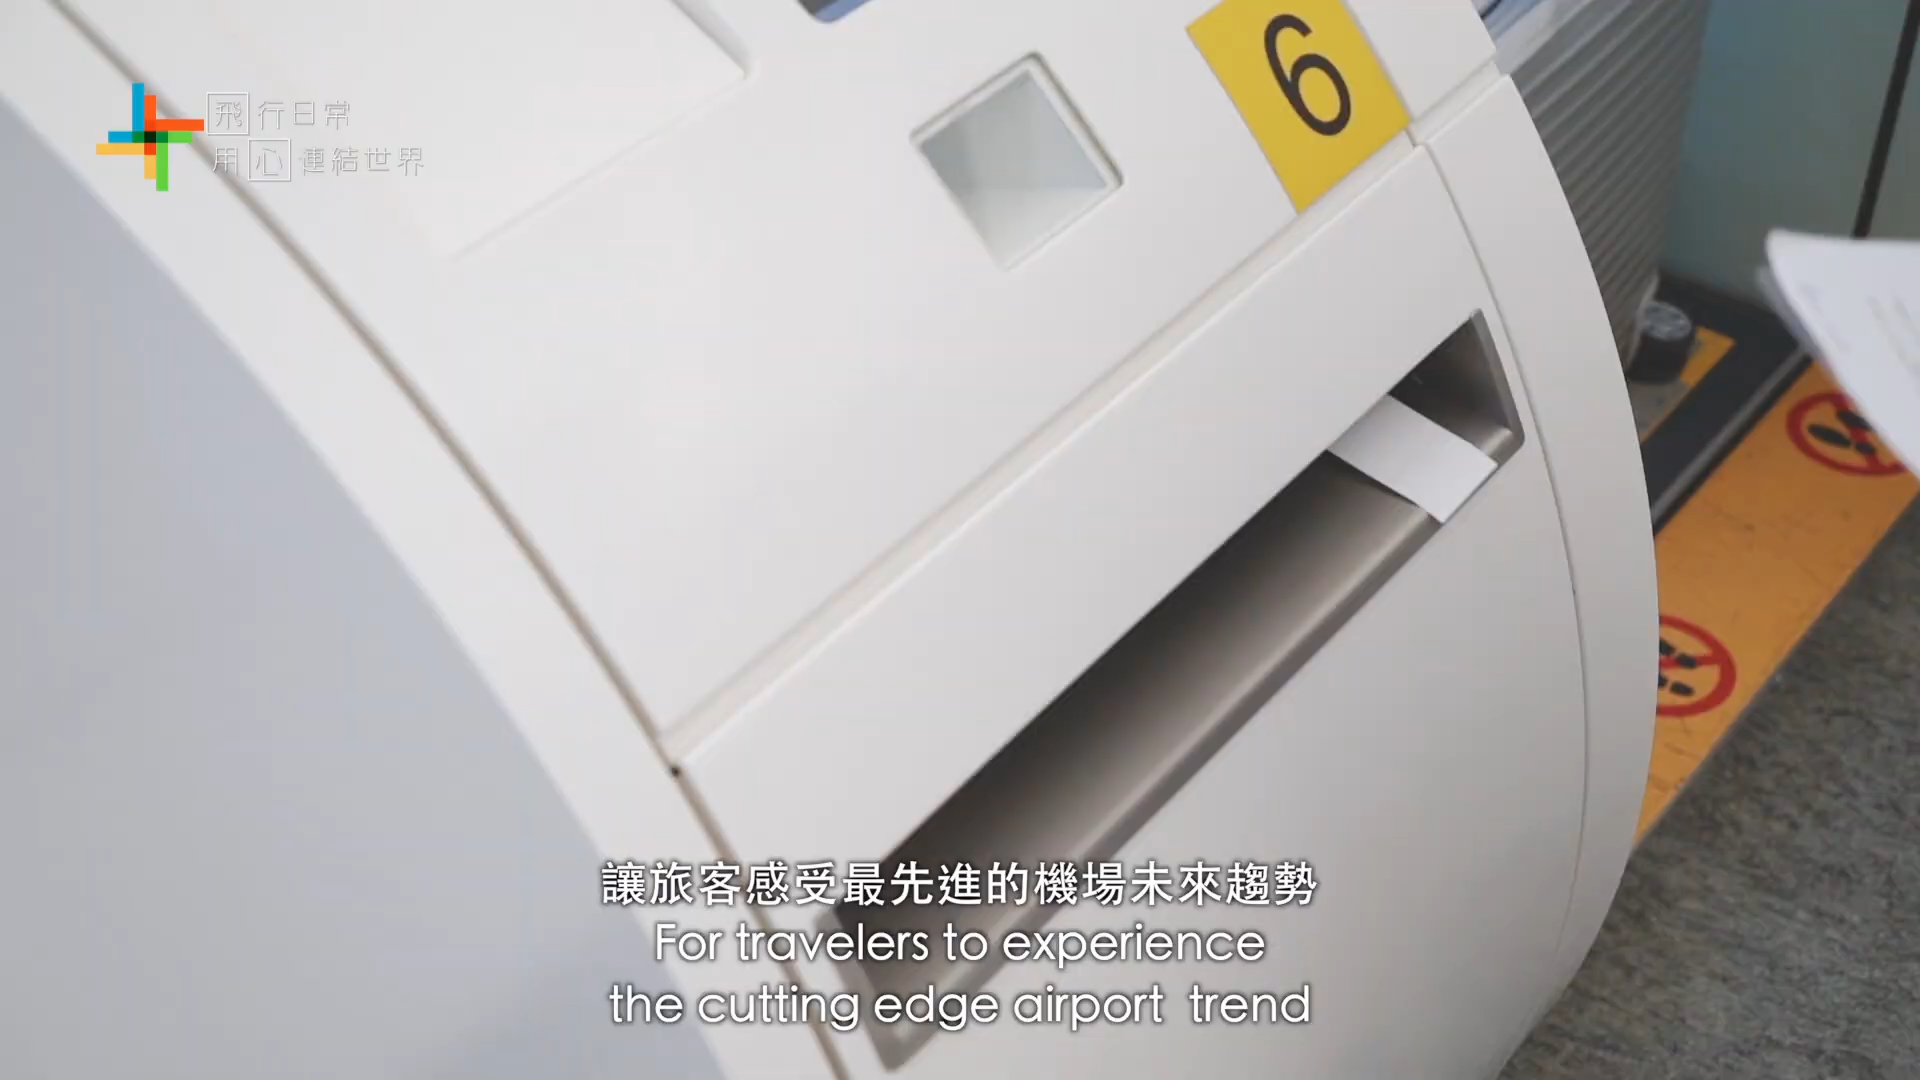 飛行日常
用心連結世界
6
讓旅客感受最先進的機場未來趨勢
For travelers to experience
the cutting edge airport trend